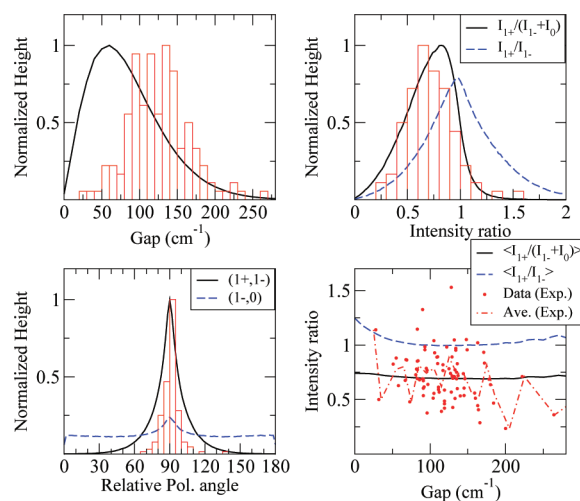 Normalized Height
1
0.5
0 50 100 150 200 250
Gap (cm-1)
Normalized Height
1
0.5
I1+/(I1-+I0)
I1+/I1-
0 0.5 1 1.5 2
Intensity ratio
Normalized Height
1
0.5
(1+,1-)
(1-,0)
0 30 60 90 120 150 180
Relative Pol. angle
Intensity ratio
1.5
1
0.5
<I1+/(I1-+I0)>
<I1+/I1->
Data (Exp.)
Ave. (Exp.)
0 100 200
Gap (cm-1)